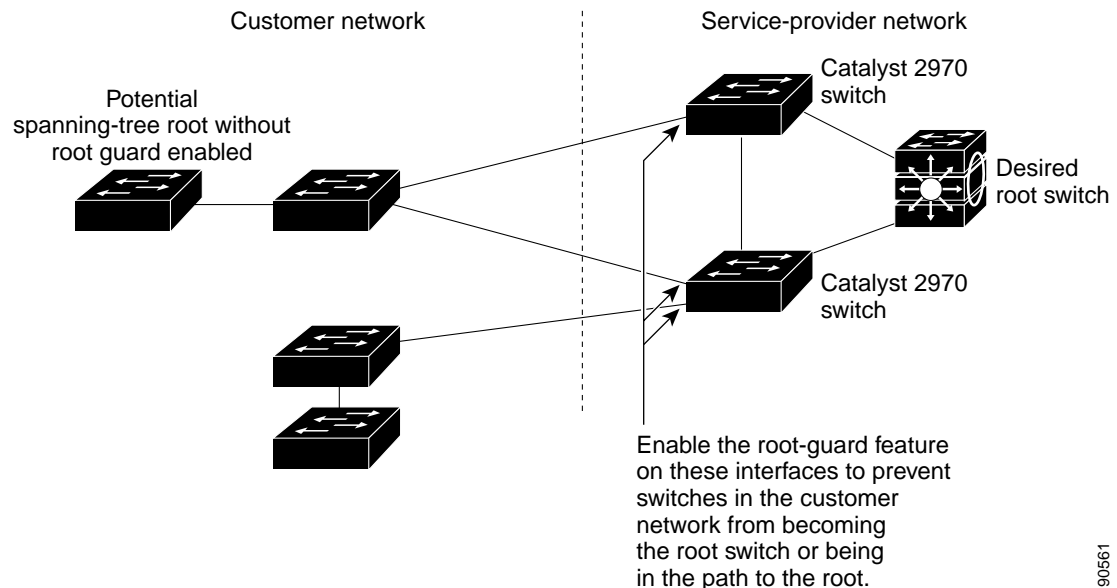 Customer network
Service-provider network
Potential
spanning-tree root without
root guard enabled
Catalyst 2970
switch
Desired
root switch
Catalyst 2970
switch
Enable the root-guard feature
on these interfaces to prevent
switches in the customer
network from becoming
the root switch or being
in the path to the root.
90561